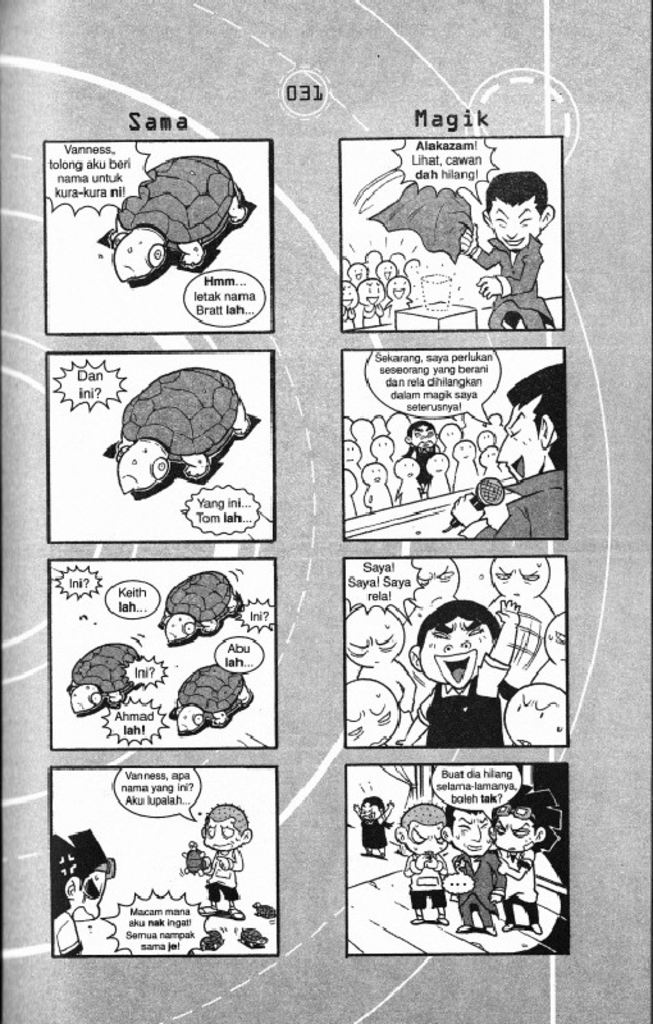 031
Sama
Vanness,
tolong aku beri
nama untuk
kura-kura ni!
Hmm...
letak nama
Bratt lah...
Dan
ini?
Yang ini...
Tom lah...
Ini?
Keith
lah...
Ini?
Abu
lah...
Ini?
Ahmad
lah!
Vanness, apa
nama yang ini?
Aku lupalah...
Macam mana
aku nak ingat!
Semua nampak
sama je!
Magik
Alakazam!
Lihat, cawan
dah hilang!
Sekarang, saya perlukan
seseorang yang berani
dan rela dihilangkan
dalam magik saya
seterusnya!
Saya!
Saya! Saya
rela!
Buat dia hilang
selama-lamanya,
boleh tak?
...